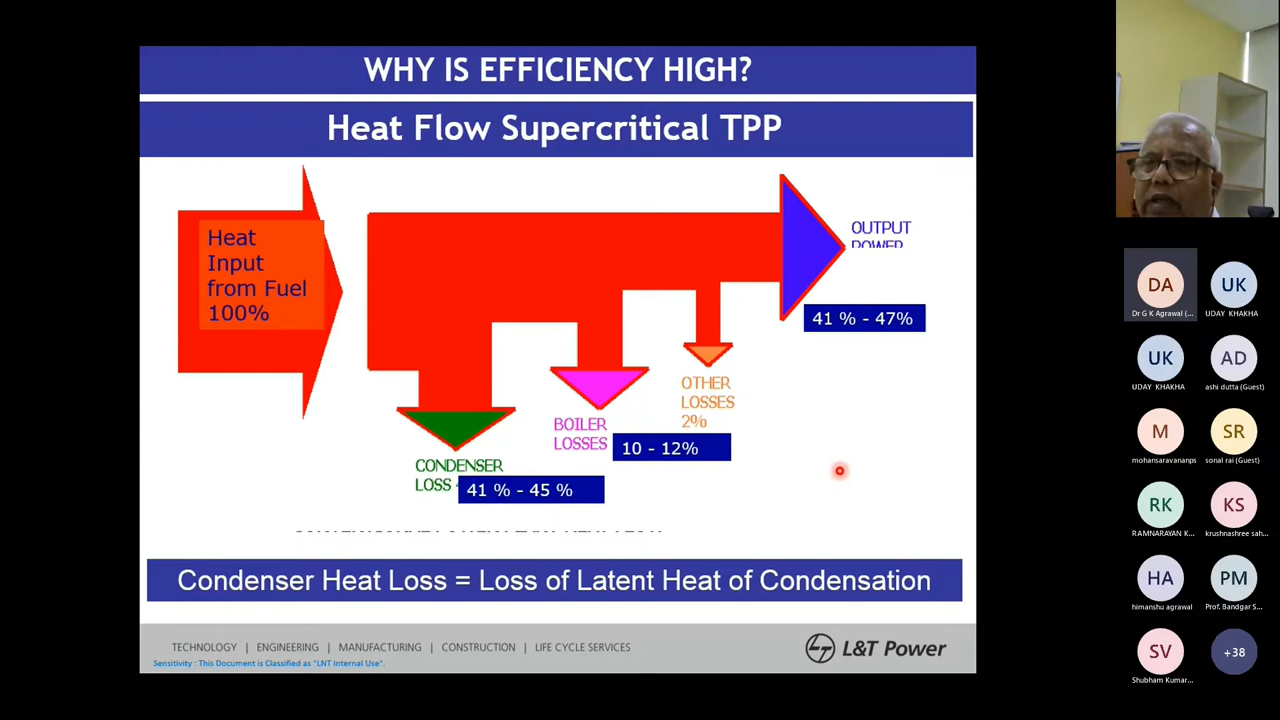 WHY IS EFFICIENCY HIGH?
Heat Flow Supercritical TPP
Heat
Input
from Fuel
100%
OUTPUT
POWER
41 % - 47%
OTHER
LOSSES
2%
BOILER
LOSSES
10 - 12%
CONDENSER
LOSS
41 % - 45 %
Condenser Heat Loss = Loss of Latent Heat of Condensation
TECHNOLOGY | ENGINEERING | MANUFACTURING | CONSTRUCTION | LIFE CYCLE SERVICES
L&T Power
Sensitivity : This Document is Classified as "LNT Internal Use".
DA
Dr G K Agrawal (...
UK
UDAY KHAKHA
UK
UDAY KHAKHA
AD
ashi dutta (Guest)
M
mohansaravananps
SR
sonal rai (Guest)
RK
RAMNARAYAN K...
KS
krushnashree sah...
HA
himanshu agrawal
PM
Prof. Bandgar S...
SV
Shubham Kumar...
+38